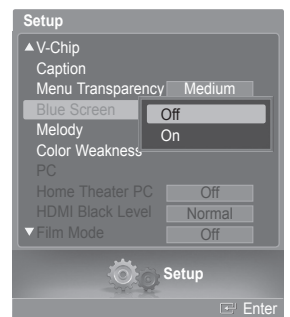 Setup
▲V-Chip
Caption
Menu Transparency Medium
Blue Screen Off
On
Melody
Color Weakness
PC
Home Theater PC Off
HDMI Black Level Normal
▼Film Mode Off
Setup
Enter